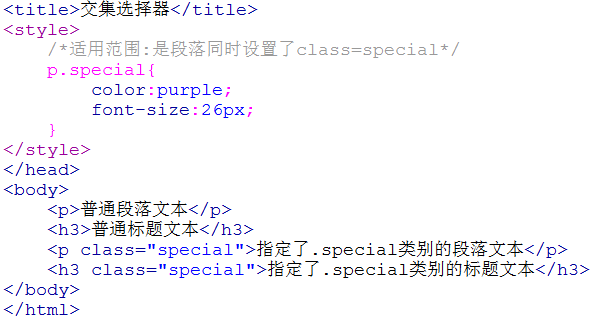 <title>交集选择器</title>
<style>
/*适用范围:是段落同时设置了class=special*/
p.special{
color:purple;
font-size:26px;
}
</style>
</head>
<body>
<p>普通段落文本</p>
<h3>普通标题文本</h3>
<p class="special">指定了.special类别的段落文本</p>
<h3 class="special">指定了.special类别的标题文本</h3>
</body>
</html>